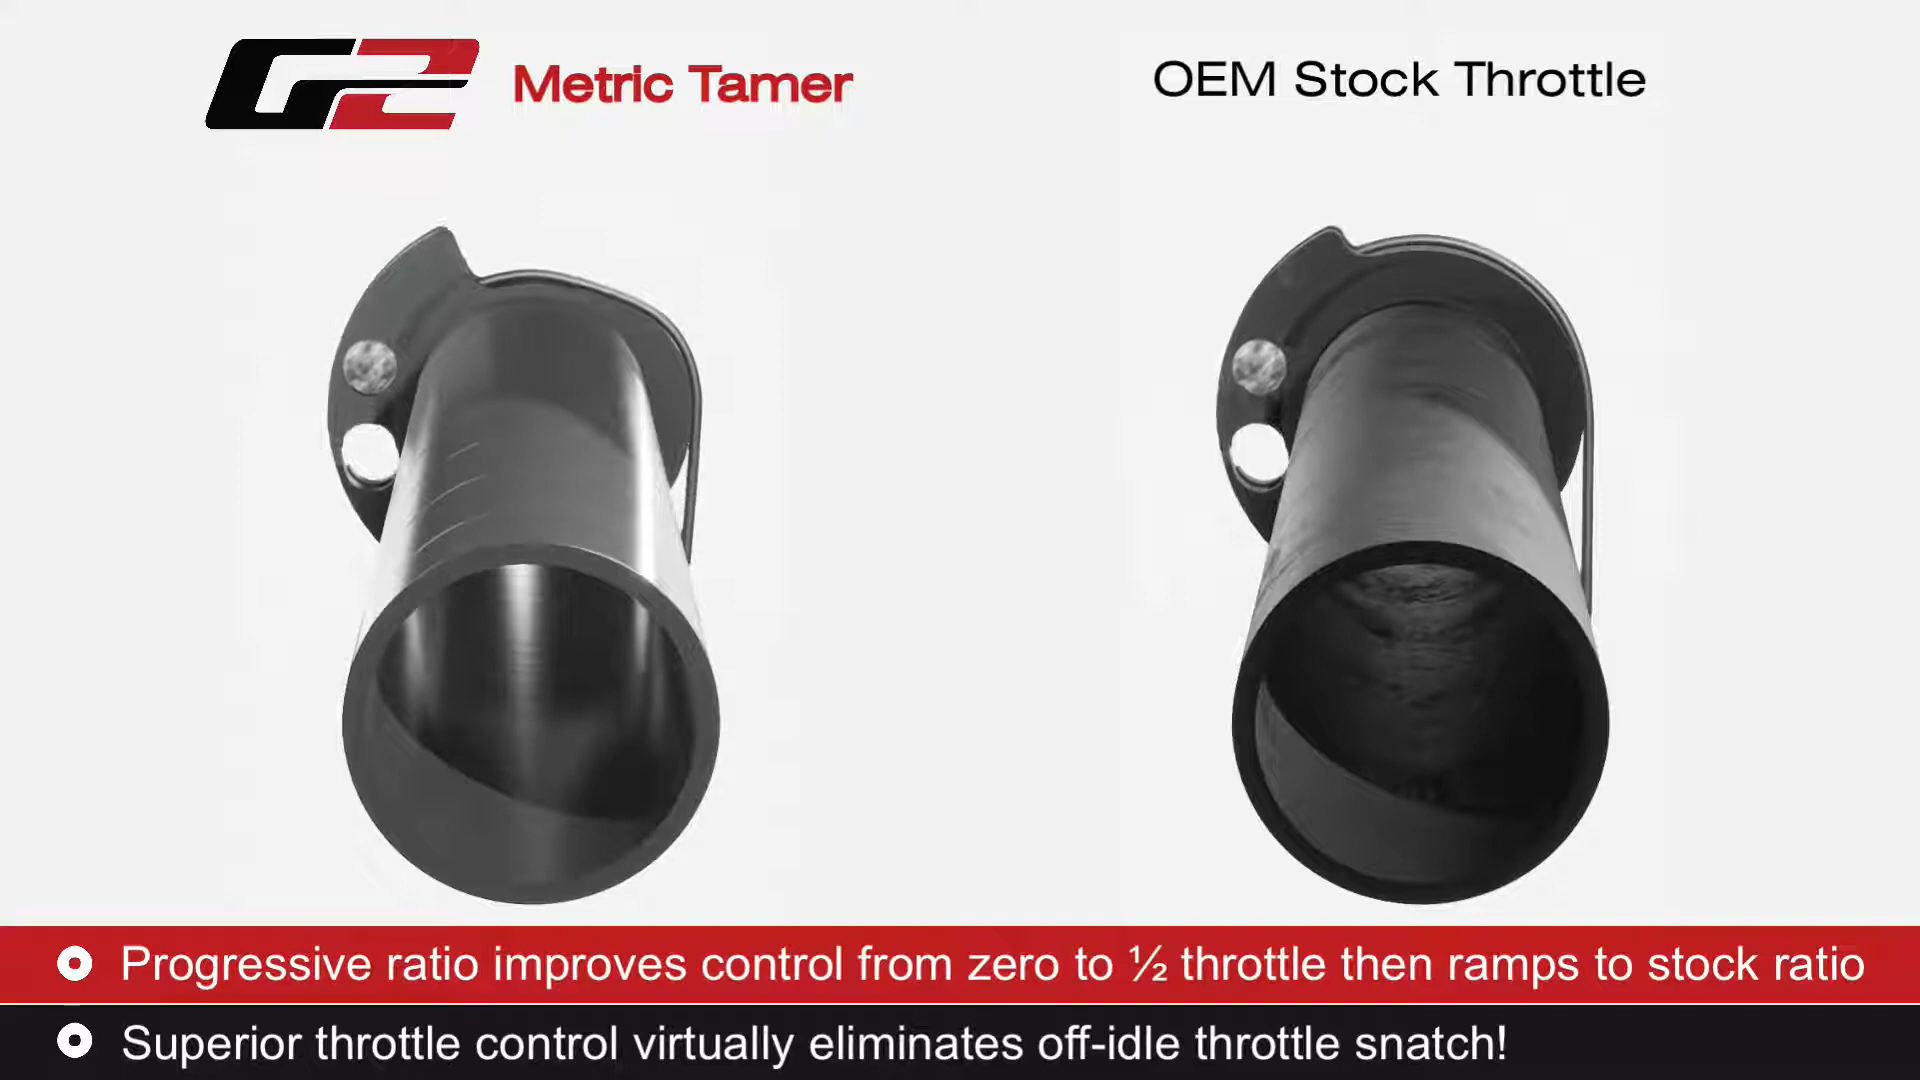 G2 Metric Tamer
OEM Stock Throttle
Progressive ratio improves control from zero to ½ throttle then ramps to stock ratio
Superior throttle control virtually eliminates off-idle throttle snatch!